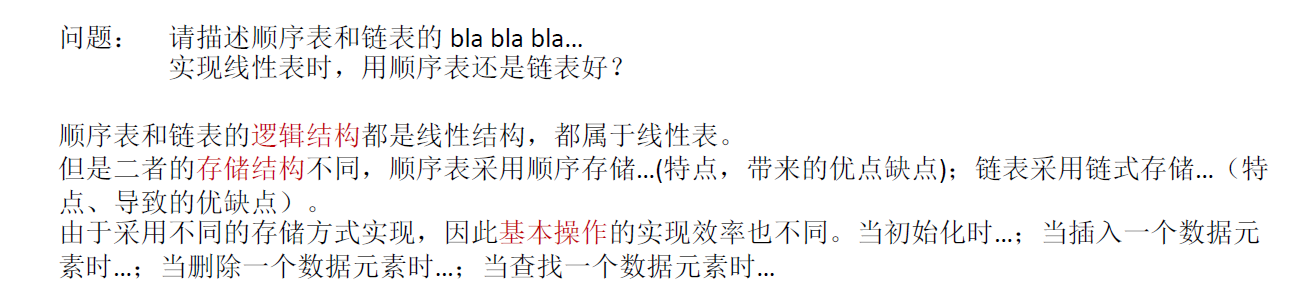 问题： 请描述顺序表和链表的 bla bla bla…
实现线性表时，用顺序表还是链表好？
顺序表和链表的逻辑结构都是线性结构，都属于线性表。
但是二者的存储结构不同，顺序表采用顺序存储…(特点，带来的优点缺点)；链表采用链式存储…（特
点、导致的优缺点）。
由于采用不同的存储方式实现，因此基本操作的实现效率也不同。当初始化时…；当插入一个数据元
素时…；当删除一个数据元素时…；当查找一个数据元素时…